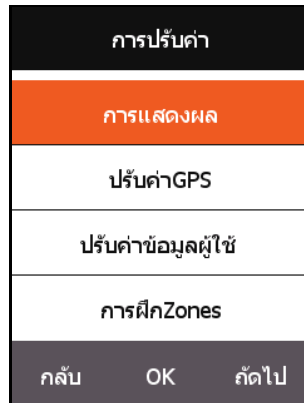 การปรับค่า
การแสดงผล
ปรับค่าGPS
ปรับค่าข้อมูลผู้ใช้
การฝึกZones
กลับ OK ถัดไป